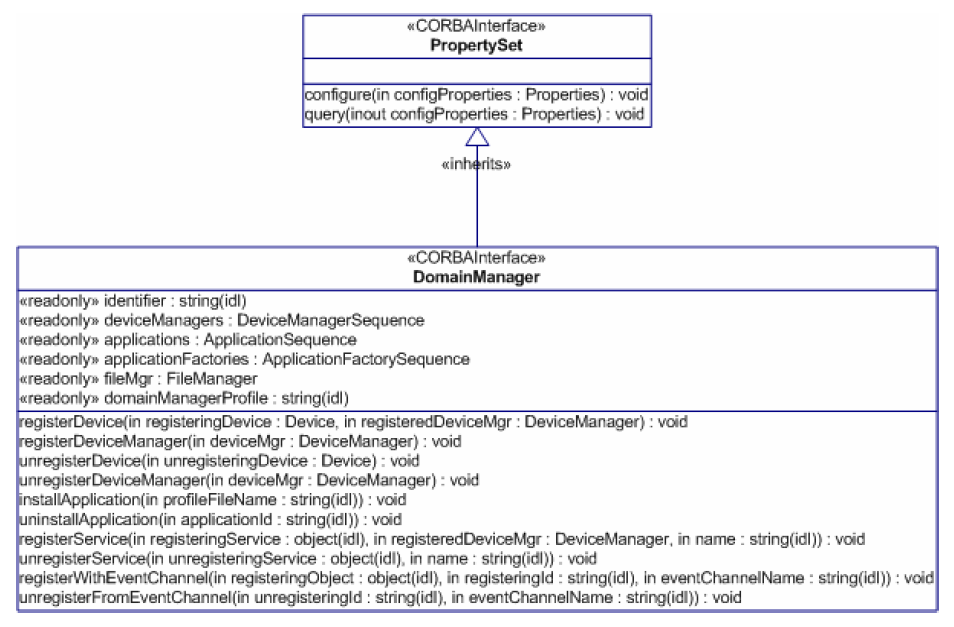 «CORBAInterface»
PropertySet
configure(in configProperties : Properties) : void
query(inout configProperties : Properties) : void
«inherits»
«CORBAInterface»
DomainManager
«readonly» identifier : string(idl)
«readonly» deviceManagers : DeviceManagerSequence
«readonly» applications : ApplicationSequence
«readonly» applicationFactories : ApplicationFactorySequence
«readonly» fileMgr : FileManager
«readonly» domainManagerProfile : string(idl)
registerDevice(in registeringDevice : Device, in registeredDeviceMgr : DeviceManager) : void
registerDeviceManager(in deviceMgr : DeviceManager) : void
unregisterDevice(in unregisteringDevice : Device) : void
unregisterDeviceManager(in deviceMgr : DeviceManager) : void
installApplication(in profileFileName : string(idl)) : void
uninstallApplication(in applicationId : string(idl)) : void
registerService(in registeringService : object(idl), in registeredDeviceMgr : DeviceManager, in name : string(idl)) : void
unregisterService(in unregisteringService : object(idl), in name : string(idl)) : void
registerWithEventChannel(in registeringObject : object(idl), in registeringId : string(idl), in eventChannelName : string(idl)) : void
unregisterFromEventChannel(in unregisteringId : string(idl), in eventChannelName : string(idl)) : void